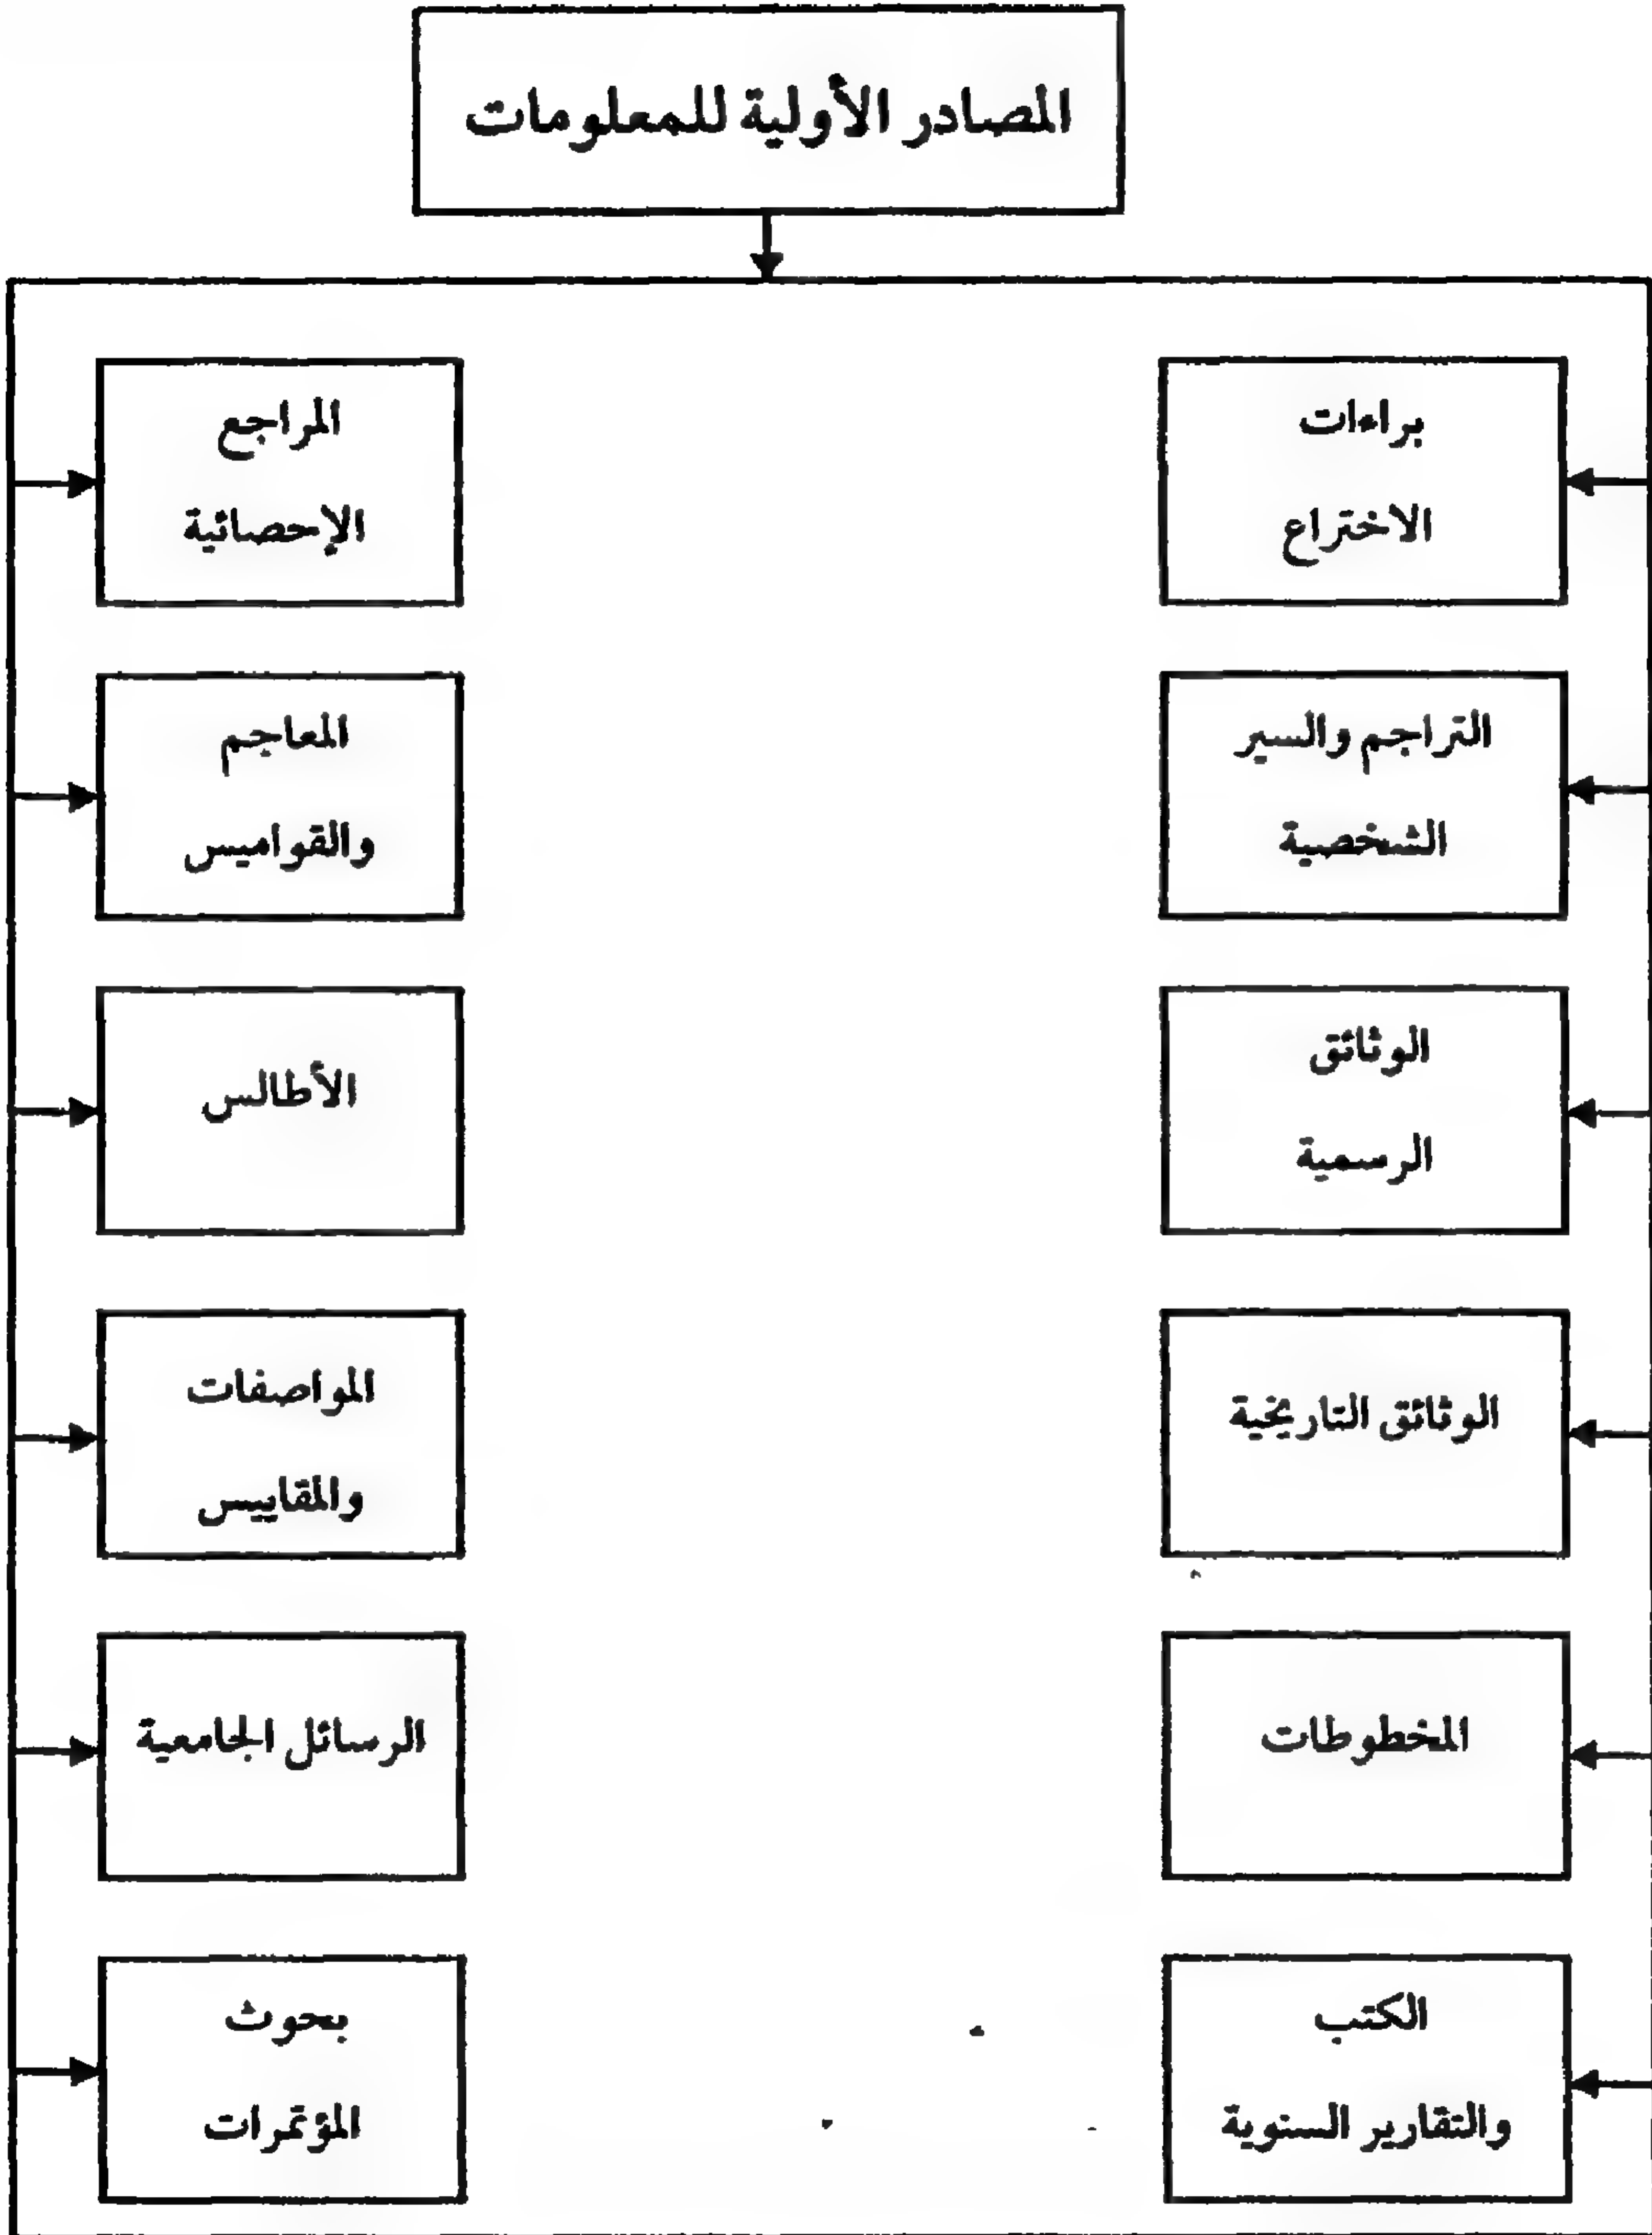 المصادر الأولية للمعلومات
براءات
الاختراع
المراجع
الإحصائية
التراجم والسير
الشخصية
المعاجم
والقواميس
الوثائق
الرسمية
الأطالس
الوثائق التاريخية
المواصفات
والمقاييس
المخطوطات
الرسائل الجامعية
الكتب
والتقارير السنوية
بحوث
المؤتمرات